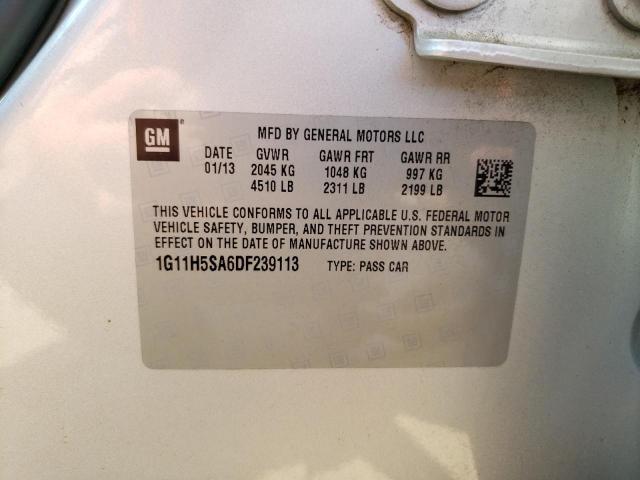 GM ®
MFD BY GENERAL MOTORS LLC
DATE GVWR GAWR FRT GAWR RR
01/13 2045 KG 1048 KG 997 KG
4510 LB 2311 LB 2199 LB
THIS VEHICLE CONFORMS TO ALL APPLICABLE U.S. FEDERAL MOTOR
VEHICLE SAFETY, BUMPER, AND THEFT PREVENTION STANDARDS IN
EFFECT ON THE DATE OF MANUFACTURE SHOWN ABOVE.
1G11H5SA6DF239113 TYPE: PASS CAR